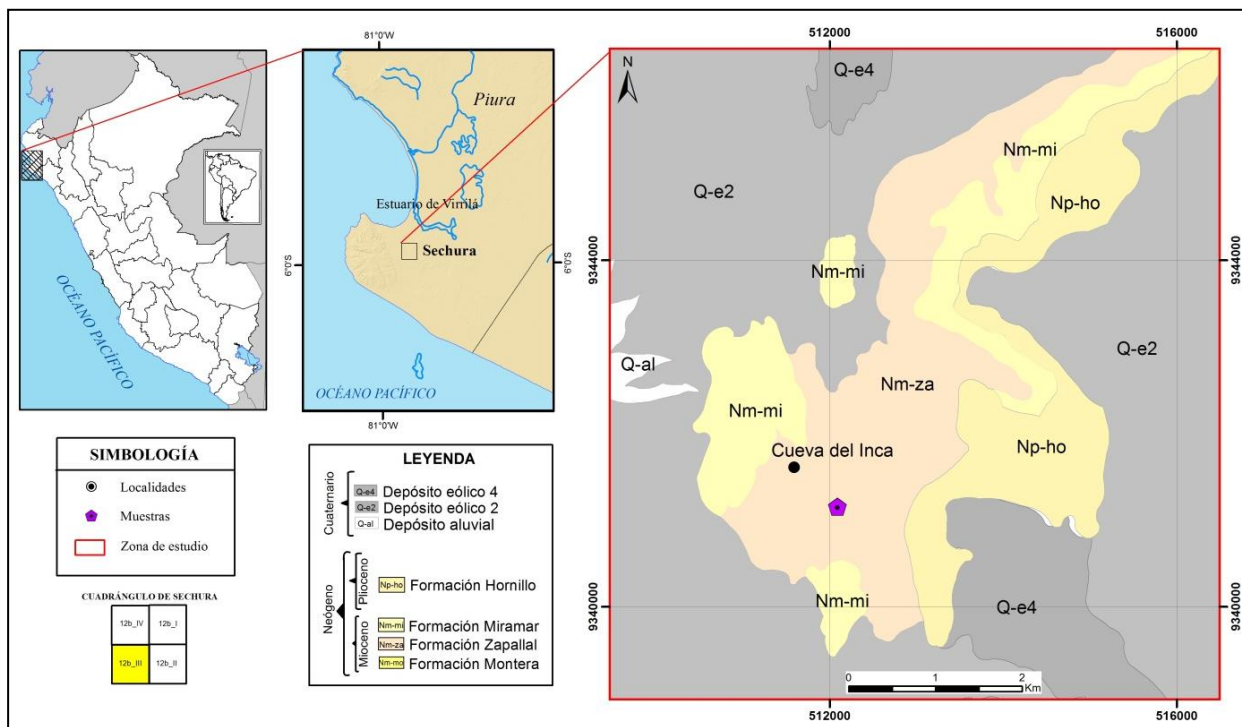 OCÉANO PACÍFICO
81°0'W
Piura
Estuario de Virrilá
Sechura
6°0'S
6°0'S
OCÉANO PACÍFICO
81°0'W
SIMBOLOGÍA
Localidades
Muestras
Zona de estudio
CUADRÁNGULO DE SECHURA
12b_IV
12b_I
12b_III
12b_II
LEYENDA
Cuaternario
Q-e4 Depósito eólico 4
Q-e2 Depósito eólico 2
Q-al Depósito aluvial
Neógeno
Plioceno
Np-ho Formación Hornillo
Mioceno
Nm-mi Formación Miramar
Nm-za Formación Zapallal
Nm-mo Formación Montera
512000
516000
N
Q-e4
Nm-mi
Q-e2
Np-ho
9344000
9344000
Nm-mi
Q-e2
Q-al
Nm-za
Nm-mi
Np-ho
Cueva del Inca
Nm-mi
Q-e4
9340000
9340000
0 1 2
Km
512000
516000